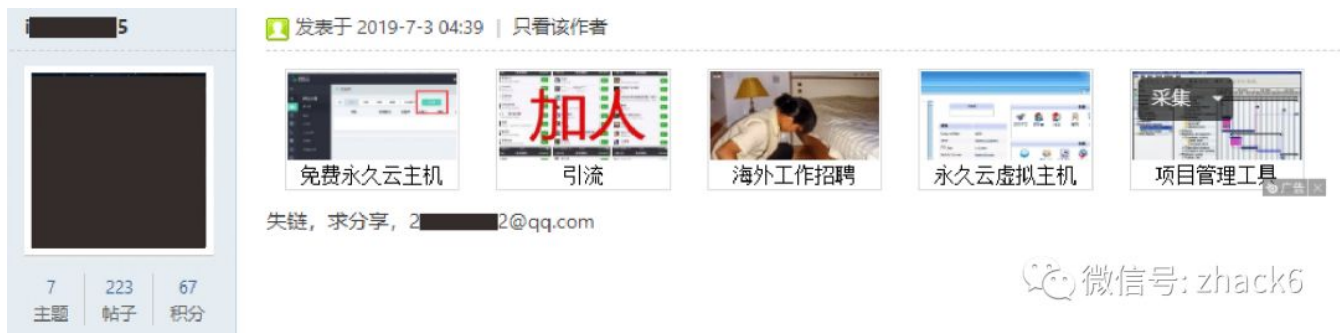 i 5
发表于 2019-7-3 04:39 | 只看该作者
加人
采集
免费永久云主机
引流
海外工作招聘
永久云虚拟主机
项目管理工具
广告
失链，求分享，2 2@qq.com
7 223 67
主题 帖子 积分
微信号: zhack6